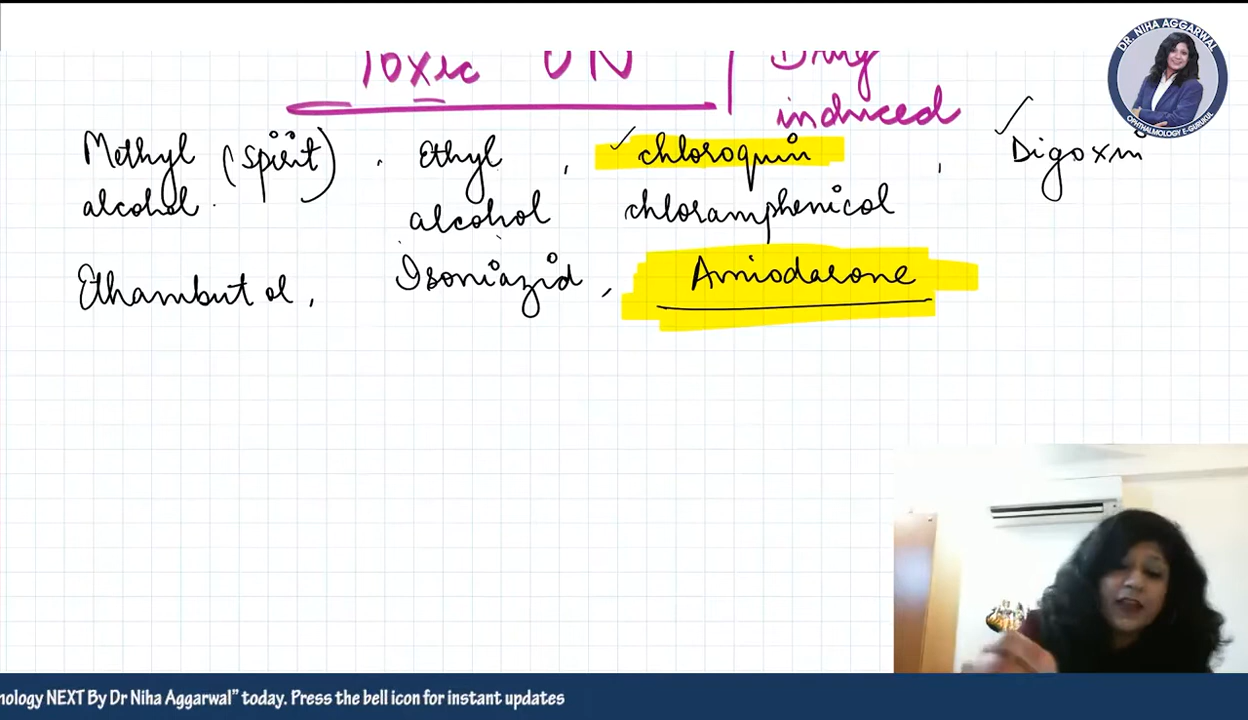 Toxic ON | Drug
induced
Methyl (spirit) , Ethyl , chloroquin , Digoxin
alcohol alcohol chloramphenicol
Ethambutol, Isoniazid, Amiodarone
DR. NIHA AGGARWAL
OPHTHALMOLOGY E-GURUKUL
nology NEXT By Dr Niha Aggarwal” today. Press the bell icon for instant updates